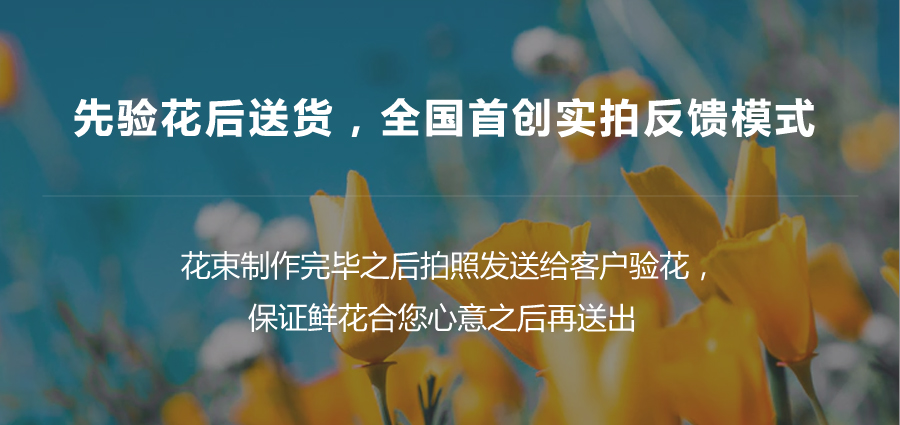 先验花后送货，全国首创实拍反馈模式
花束制作完毕之后拍照发送给客户验花，
保证鲜花合您心意之后再送出